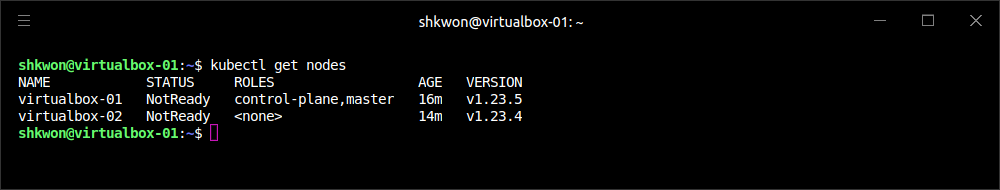 shkwon@virtualbox-01: ~
shkwon@virtualbox-01:~$ kubectl get nodes
NAME            STATUS     ROLES                  AGE   VERSION
virtualbox-01   NotReady   control-plane,master   16m   v1.23.5
virtualbox-02   NotReady   <none>                 14m   v1.23.4
shkwon@virtualbox-01:~$